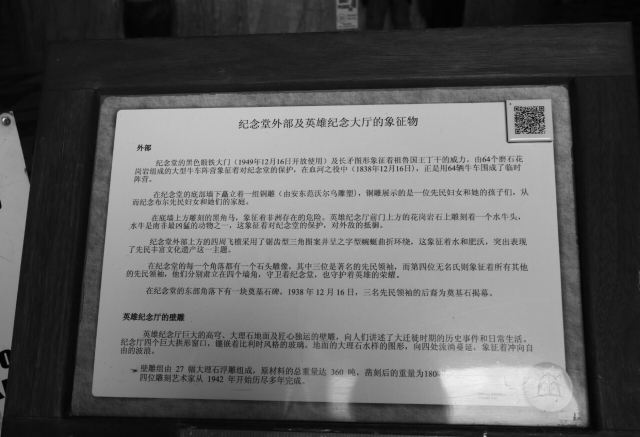 纪念堂外部及英雄纪念大厅的象征物
外部
纪念堂的黑色锻铁大门（1949年12月16日开放使用）及长矛图形象征着祖鲁国王丁干的威力。由64个磨石花
岗岩组成的大型牛车阵营象征着对纪念堂的保护，在血河之役中（1838年12月16日），正是用64辆牛车围成了临时
阵营。
在纪念堂的底部墙下矗立着一组铜雕（由安东范沃尔乌雕塑），铜雕展示的是一位先民妇女和她的孩子们，从
而纪念布尔先民妇女和她们的家庭。
在底墙上方雕刻的黑角马，象征着非洲存在的危险。英雄纪念厅前门上方的花岗岩石上雕刻着一个水牛头，
水牛是南非最凶猛的动物之一，这象征着对纪念堂的保护，对外敌的抵御。
纪念堂外部上方的四周飞檐采用了锯齿型三角图案并呈之字型蜿蜒曲折环绕，这象征着水和肥沃，突出表现
了先民丰富文化遗产这一主题。
在纪念堂的每一个角落都有一个石头雕像，其中三位是著名的先民领袖，而第四位无名氏则象征着所有其他
的先民领袖，他们分别肃立在四个墙角，守卫着纪念堂，也守护着英雄的荣耀。
在纪念堂的东部角落下有一块奠基石碑，1938 年 12 月 16 日，三名先民领袖的后裔为奠基石揭幕。
英雄纪念厅的壁雕
英雄纪念厅巨大的高穹、大理石地面及匠心独运的壁雕，向人们讲述了大迁徙时期的历史事件和日常生活。
纪念厅四个巨大拱形窗口，镶嵌着比利时风格的玻璃。地面的大理石水样的图形，向四处流淌蔓延，象征着冲向自
由的波浪。
壁雕组由 27 幅大理石浮雕组成，原材料的总重量达 360 吨，凿刻后的重量为180
四位雕刻艺术家从 1942 年开始历尽多年完成。